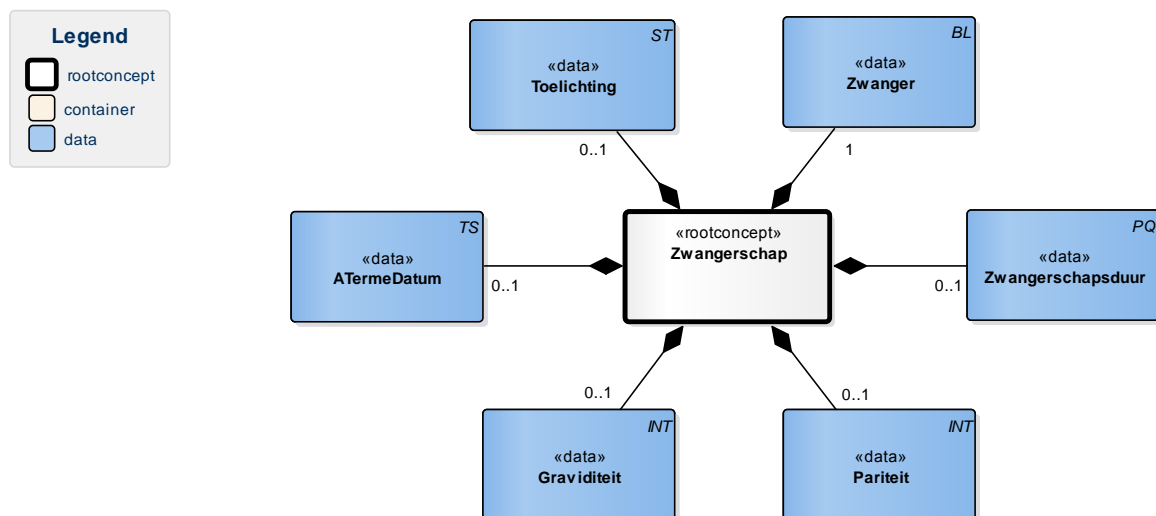 Legend
rootconcept
container
data
ST
«data»
Toelichting
0..1
BL
«data»
Zwanger
1
TS
«data»
ATermeDatum
0..1
«rootconcept»
Zwangerschap
PQ
«data»
Zwangerschapsduur
0..1
INT
«data»
Graviditeit
0..1
INT
«data»
Pariteit
0..1